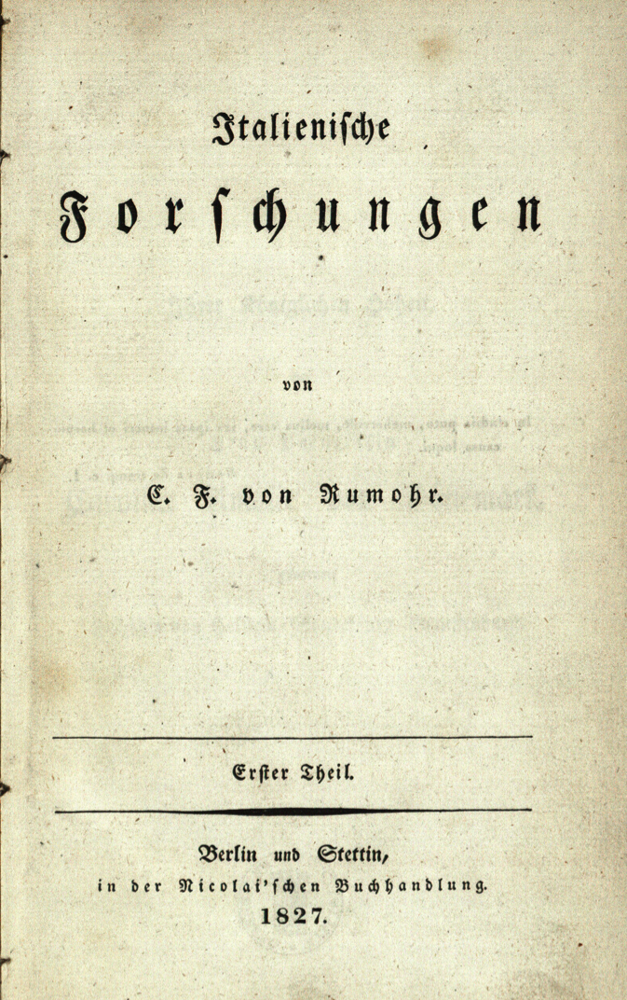 Italieniſche
Forſchungen
von
C. F. von Rumohr.
Erſter Theil.
Berlin und Stettin,
in der Nicolai'ſchen Buchhandlung.
1827.